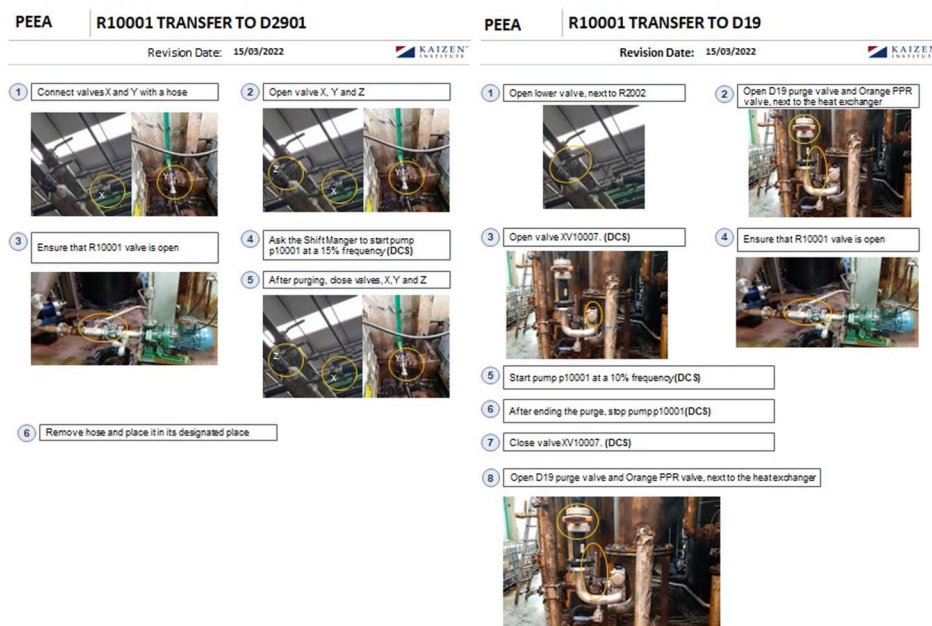 PEEA
R10001 TRANSFER TO D2901
Revision Date: 15/03/2022
KAIZEN
INSTITUTE
1
Connect valves X and Y with a hose
2
Open valve X, Y and Z
X
Y
Z
X
Y
3
Ensure that R10001 valve is open
4
Ask the Shift Manger to start pump
p10001 at a 15% frequency (DCS)
5
After purging, close valves, X, Y and Z
Z
X
Y
6
Remove hose and place it in its designated place
PEEA
R10001 TRANSFER TO D19
Revision Date: 15/03/2022
KAIZEN
INSTITUTE
1
Open lower valve, next to R2002
2
Open D19 purge valve and Orange PPR
valve, next to the heat exchanger
3
Open valve XV10007. (DCS)
4
Ensure that R10001 valve is open
5
Start pump p10001 at a 10% frequency (DCS)
6
After ending the purge, stop pump p10001 (DCS)
7
Close valve XV10007. (DCS)
8
Open D19 purge valve and Orange PPR valve, next to the heat exchanger